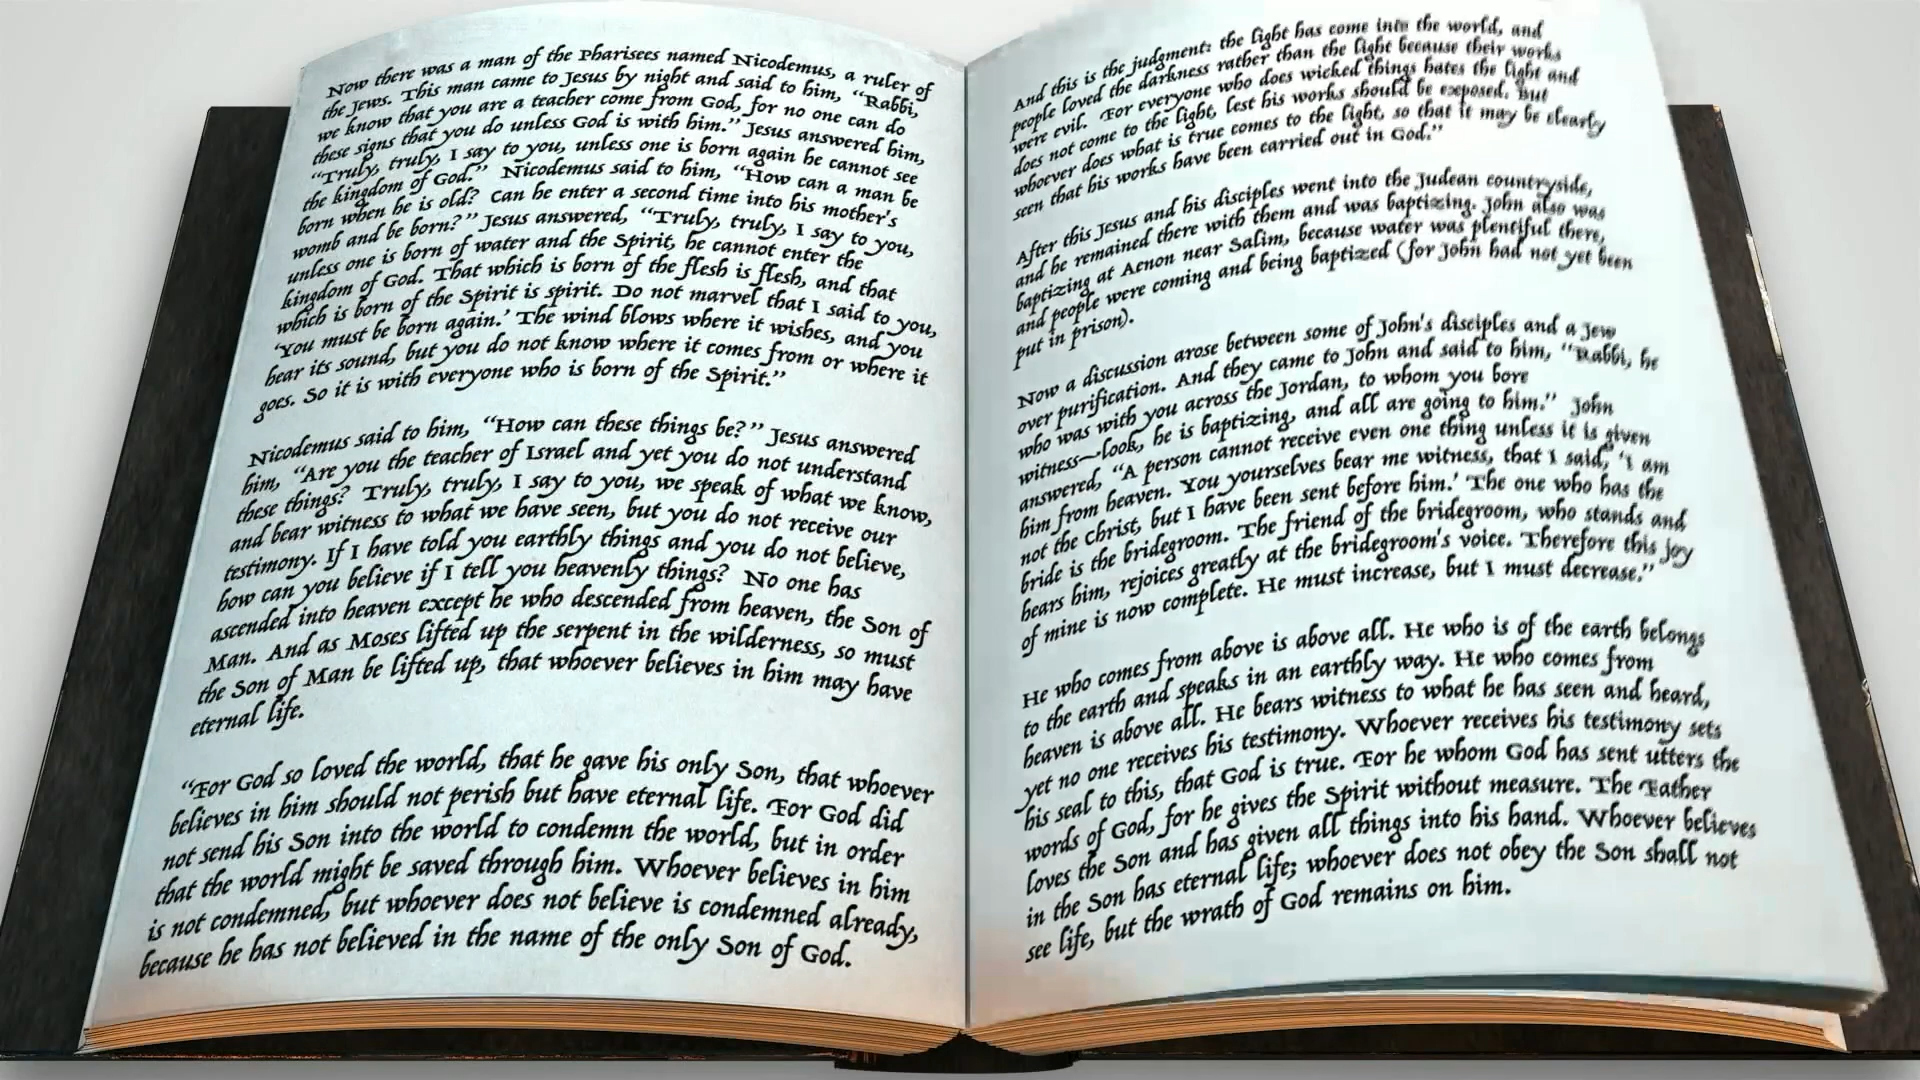 Now there was a man of the Pharisees named Nicodemus, a ruler of
the Jews. This man came to Jesus by night and said to him, “Rabbi,
we know that you are a teacher come from God, for no one can do
these signs that you do unless God is with him.” Jesus answered him,
“Truly, truly, I say to you, unless one is born again he cannot see
the kingdom of God.” Nicodemus said to him, “How can a man be
born when he is old? Can he enter a second time into his mother's
womb and be born?” Jesus answered, “Truly, truly, I say to you,
unless one is born of water and the Spirit, he cannot enter the
kingdom of God. That which is born of the flesh is flesh, and that
which is born of the Spirit is spirit. Do not marvel that I said to you,
‘You must be born again.’ The wind blows where it wishes, and you
hear its sound, but you do not know where it comes from or where it
goes. So it is with everyone who is born of the Spirit.”
Nicodemus said to him, “How can these things be?” Jesus answered
him, “Are you the teacher of Israel and yet you do not understand
these things? Truly, truly, I say to you, we speak of what we know,
and bear witness to what we have seen, but you do not receive our
testimony. If I have told you earthly things and you do not believe,
how can you believe if I tell you heavenly things? No one has
ascended into heaven except he who descended from heaven, the Son of
Man. And as Moses lifted up the serpent in the wilderness, so must
the Son of Man be lifted up, that whoever believes in him may have
eternal life.
“For God so loved the world, that he gave his only Son, that whoever
believes in him should not perish but have eternal life. For God did
not send his Son into the world to condemn the world, but in order
that the world might be saved through him. Whoever believes in him
is not condemned, but whoever does not believe is condemned already,
because he has not believed in the name of the only Son of God.
And this is the judgment: the light has come into the world, and
people loved the darkness rather than the light because their works
were evil. For everyone who does wicked things hates the light and
does not come to the light, lest his works should be exposed. But
whoever does what is true comes to the light, so that it may be clearly
seen that his works have been carried out in God.”
After this Jesus and his disciples went into the Judean countryside,
and he remained there with them and was baptizing. John also was
baptizing at Aenon near Salim, because water was plentiful there,
and people were coming and being baptized (for John had not yet been
put in prison).
Now a discussion arose between some of John's disciples and a Jew
over purification. And they came to John and said to him, “Rabbi, he
who was with you across the Jordan, to whom you bore
witness—look, he is baptizing, and all are going to him.” John
answered, “A person cannot receive even one thing unless it is given
him from heaven. You yourselves bear me witness, that I said, ‘I am
not the Christ, but I have been sent before him.’ The one who has the
bride is the bridegroom. The friend of the bridegroom, who stands and
hears him, rejoices greatly at the bridegroom's voice. Therefore this joy
of mine is now complete. He must increase, but I must decrease.”
He who comes from above is above all. He who is of the earth belongs
to the earth and speaks in an earthly way. He who comes from
heaven is above all. He bears witness to what he has seen and heard,
yet no one receives his testimony. Whoever receives his testimony sets
his seal to this, that God is true. For he whom God has sent utters the
words of God, for he gives the Spirit without measure. The Father
loves the Son and has given all things into his hand. Whoever believes
in the Son has eternal life; whoever does not obey the Son shall not
see life, but the wrath of God remains on him.